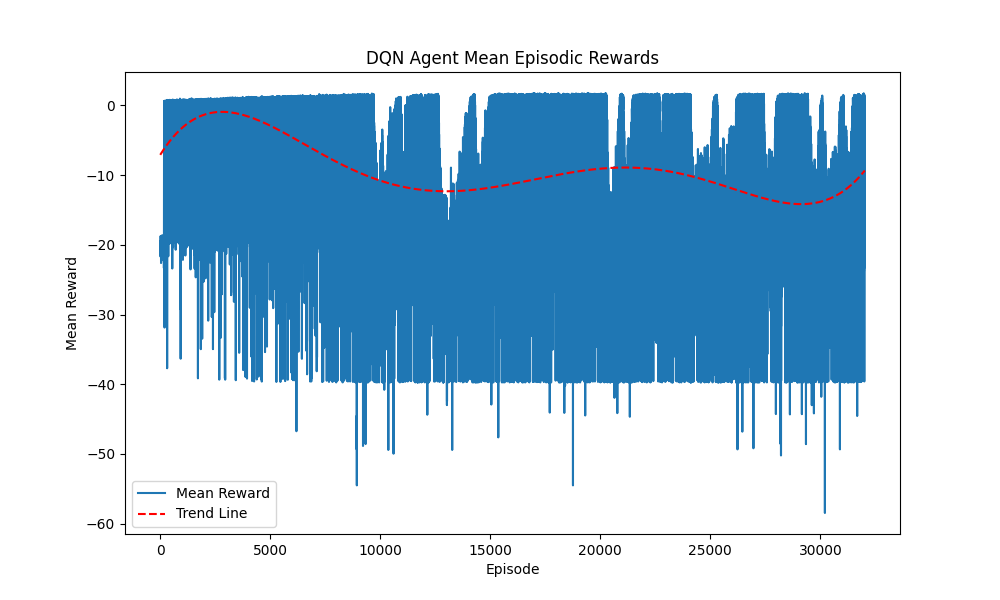 DQN Agent Mean Episodic Rewards
0
−10
−20
−30
−40
−50
−60
Mean Reward
Mean Reward
Trend Line
0
5000
10000
15000
20000
25000
30000
Episode